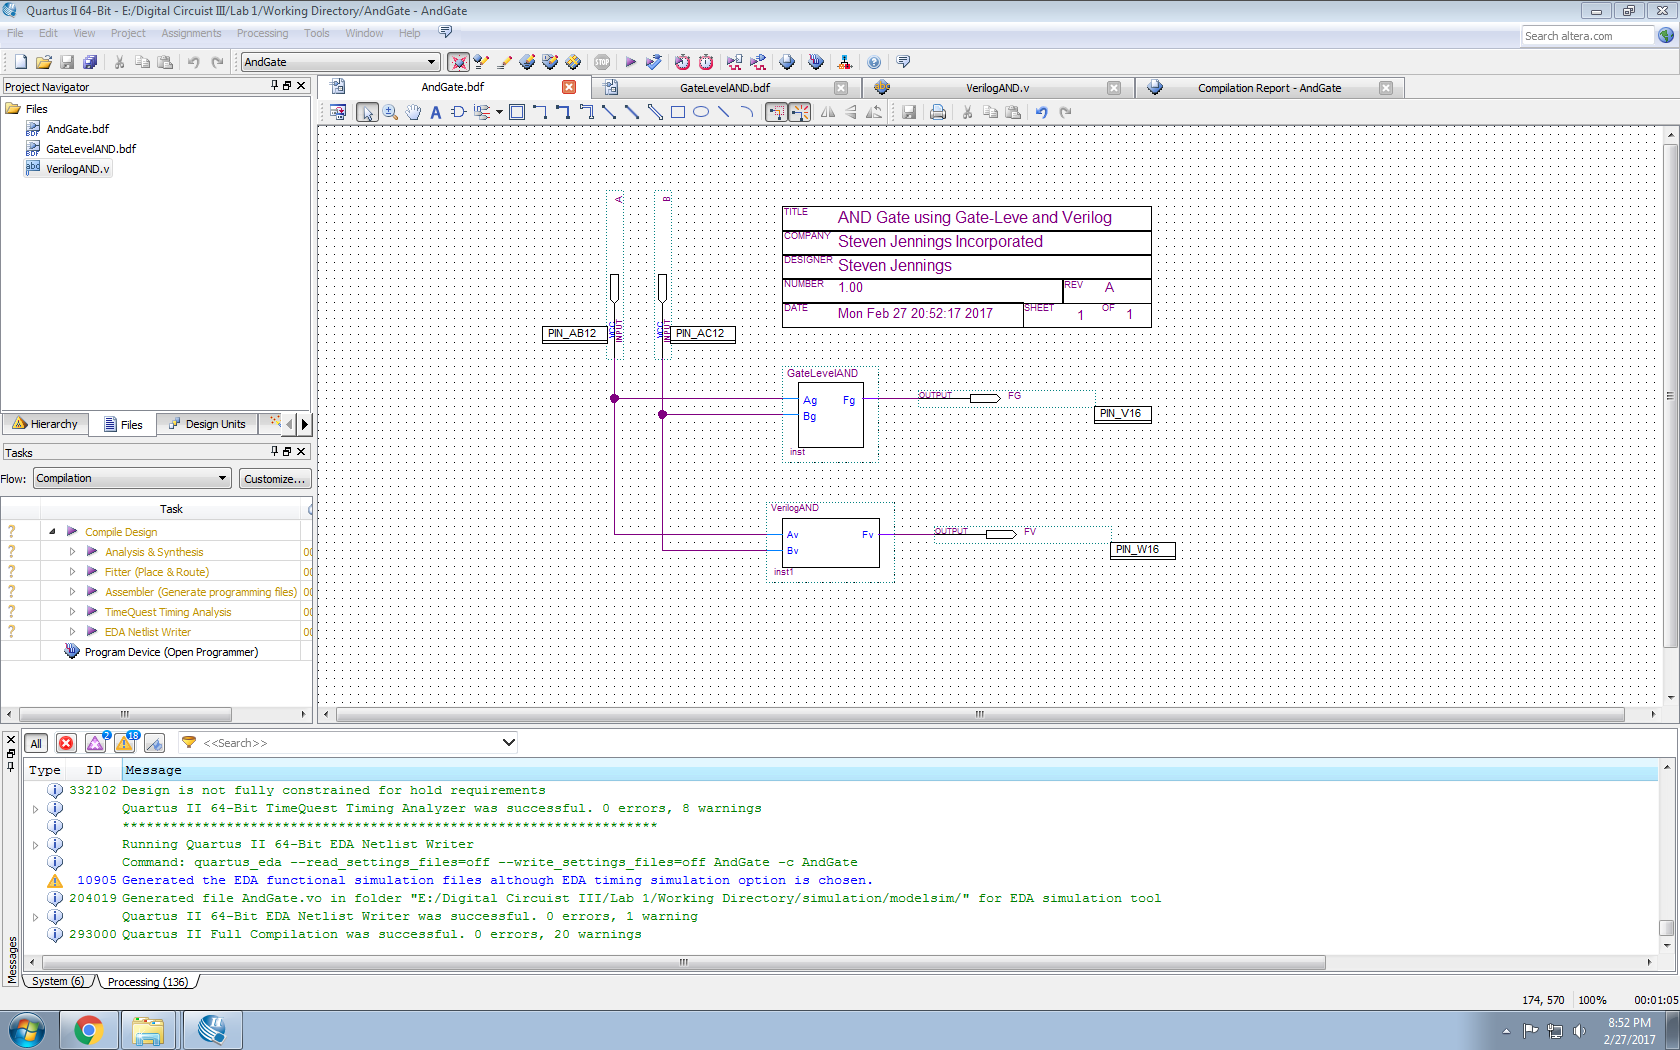 Quartus II 64-Bit - E:/Digital Circuist III/Lab 1/Working Directory/AndGate - AndGate
File Edit View Project Assignments Processing Tools Window Help
Search altera.com
AndGate
STOP
Project Navigator
AndGate.bdf
GateLevelAND.bdf
VerilogAND.v
Compilation Report - AndGate
Files
AndGate.bdf
GateLevelAND.bdf
VerilogAND.v
Hierarchy
Files
Design Units
Tasks
Flow: Compilation
Customize...
Task
Compile Design
Analysis & Synthesis
00
Fitter (Place & Route)
00
Assembler (Generate programming files)
00
TimeQuest Timing Analysis
00
EDA Netlist Writer
00
Program Device (Open Programmer)
A
B
VCC
INPUT
VCC
INPUT
PIN_AB12
PIN_AC12
TITLE AND Gate using Gate-Leve and Verilog
COMPANY Steven Jennings Incorporated
DESIGNER Steven Jennings
NUMBER 1.00 REV A
DATE Mon Feb 27 20:52:17 2017 SHEET 1 OF 1
GateLevelAND
Ag Fg
Bg
inst
OUTPUT FG
PIN_V16
VerilogAND
Av Fv
Bv
inst1
OUTPUT FV
PIN_W16
All
2
18
<<Search>>
Type ID Message
332102 Design is not fully constrained for hold requirements
Quartus II 64-Bit TimeQuest Timing Analyzer was successful. 0 errors, 8 warnings
*******************************************************************
Running Quartus II 64-Bit EDA Netlist Writer
Command: quartus_eda --read_settings_files=off --write_settings_files=off AndGate -c AndGate
10905 Generated the EDA functional simulation files although EDA timing simulation option is chosen.
204019 Generated file AndGate.vo in folder "E:/Digital Circuist III/Lab 1/Working Directory/simulation/modelsim/" for EDA simulation tool
Quartus II 64-Bit EDA Netlist Writer was successful. 0 errors, 1 warning
293000 Quartus II Full Compilation was successful. 0 errors, 20 warnings
Messages
System (6)
Processing (136)
174, 570 100% 00:01:05
8:52 PM
2/27/2017